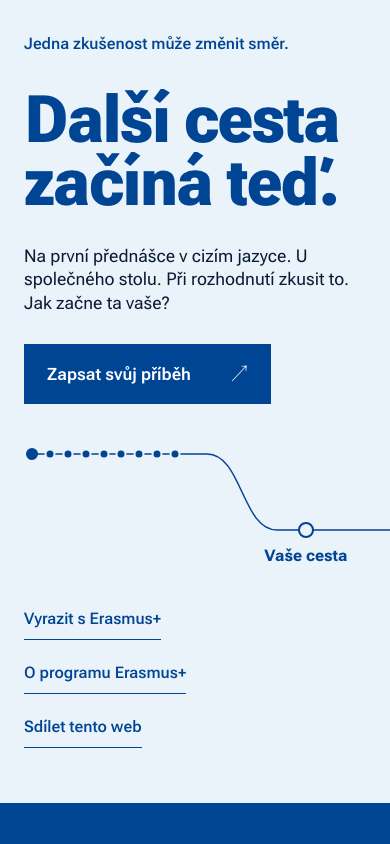 Jedna zkušenost může změnit směr.
Další cesta
začíná teď.
Na první přednášce v cizím jazyce. U
společného stolu. Při rozhodnutí zkusit to.
Jak začne ta vaše?
Zapsat svůj příběh
Vaše cesta
Vyrazit s Erasmus+
O programu Erasmus+
Sdílet tento web